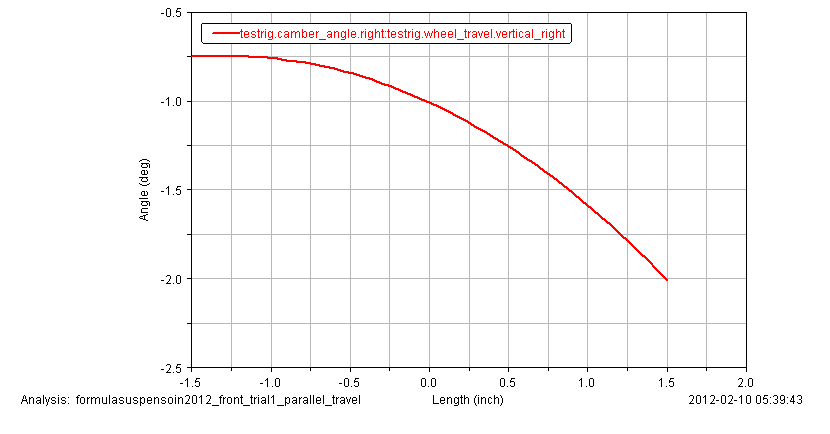 -0.5
testrig.camber_angle.right:testrig.wheel_travel.vertical_right
-1.0
Angle (deg)
-1.5
-2.0
-2.5
-1.5 -1.0 -0.5 0.0 0.5 1.0 1.5 2.0
Analysis: formulasuspensoin2012_front_trial1_parallel_travel Length (inch) 2012-02-10 05:39:43